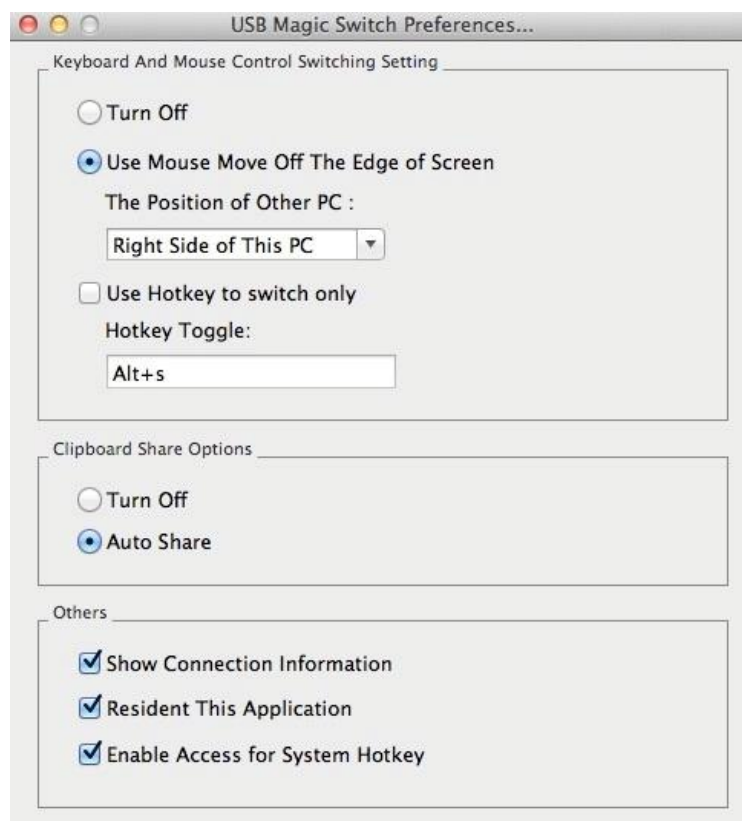 USB Magic Switch Preferences...
Keyboard And Mouse Control Switching Setting
Turn Off
Use Mouse Move Off The Edge of Screen
The Position of Other PC :
Right Side of This PC
Use Hotkey to switch only
Hotkey Toggle:
Alt+s
Clipboard Share Options
Turn Off
Auto Share
Others
Show Connection Information
Resident This Application
Enable Access for System Hotkey